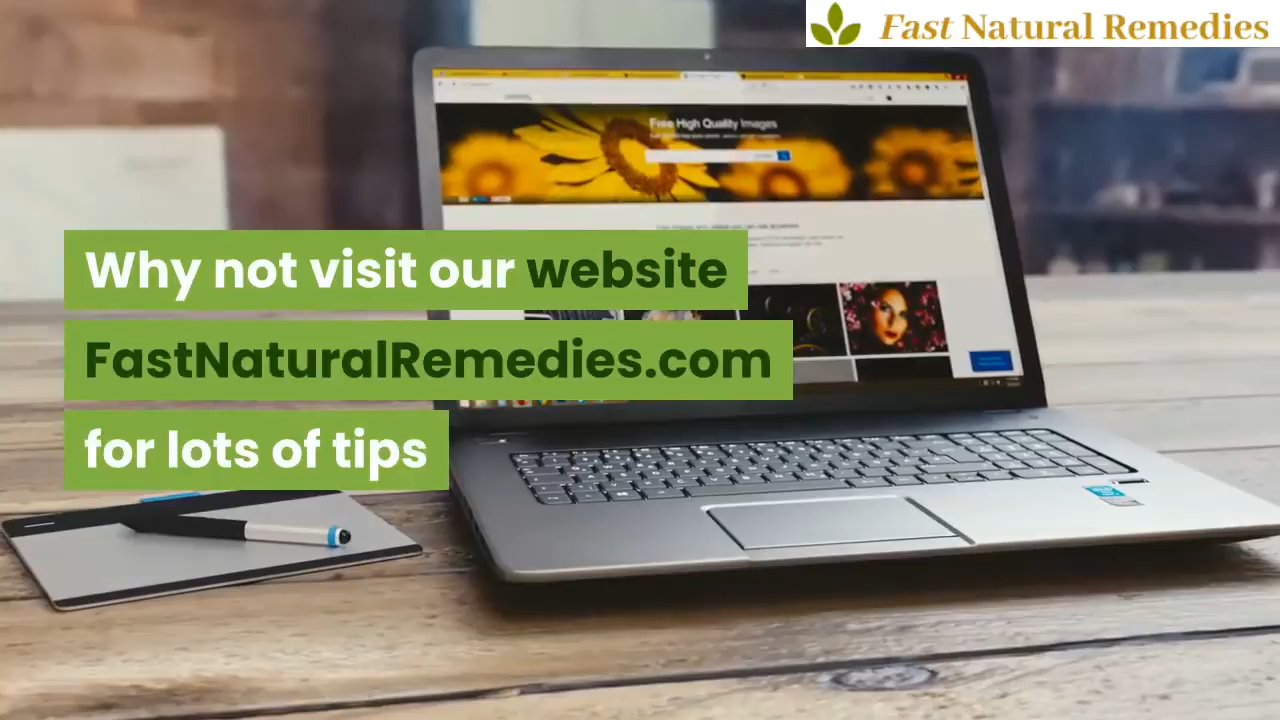 Fast Natural Remedies
Free High Quality Images
Why not visit our website
FastNaturalRemedies.com
for lots of tips